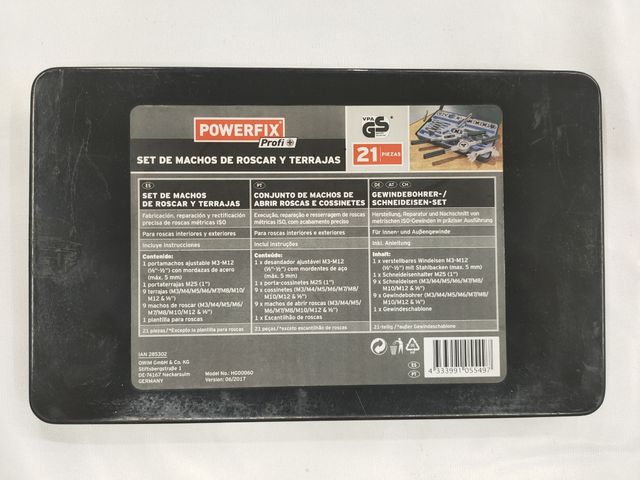 POWERFIX
Profi+
VPA
GS
SET DE MACHOS DE ROSCAR Y TERRAJAS
21 PIEZAS
ES
SET DE MACHOS
DE ROSCAR Y TERRAJAS
Fabricación, reparación y rectificación
precisa de roscas métricas ISO
Para roscas interiores y exteriores
Incluye instrucciones
Contenido:
1 portamachos ajustable M3-M12
(⅛"-½") con mordazas de acero
(máx. 5 mm)
1 portaterrajas M25 (1")
9 terrajas (M3/M4/M5/M6/M7/M8/M10/
M12 & ⅛")
9 machos de roscar (M3/M4/M5/M6/
M7/M8/M10/M12 & ⅛")
1 plantilla para roscas
21 piezas/*Excepto la plantilla para roscas
PT
CONJUNTO DE MACHOS DE
ABRIR ROSCAS E COSSINETES
Execução, reparação e resserragem de roscas
métricas ISO, com acabamento preciso
Para roscas interiores e exteriores
Inclui instruções
Conteúdo:
1 x desandador ajustável M3-M12
(⅛"-½") com mordentes de aço
(máx. 5 mm)
1 x porta-cossinetes M25 (1")
9 x cossinetes (M3/M4/M5/M6/M7/M8/
M10/M12 & ⅛")
9 x machos de abrir roscas (M3/M4/M5/
M6/M7/M8/M10/M12 & ⅛")
1 x Escantilhão de roscas
21 peças/*exceto escantilhão de roscas
DE AT CH
GEWINDEBOHRER-/
SCHNEIDEISEN-SET
Herstellung, Reparatur und Nachschnitt von
metrischen ISO-Gewinden in präziser Ausführung
Für Innen- und Außengewinde
Inkl. Anleitung
Inhalt:
1 x verstellbares Windeisen M3-M12
(⅛"-½") mit Stahlbacken (max. 5 mm)
1 x Schneideisenhalter M25 (1")
9 x Schneideisen (M3/M4/M5/M6/M7/M8/
M10/M12 & ⅛")
9 x Gewindebohrer (M3/M4/M5/M6/M7/M8/
M10/M12 & ⅛")
1 x Gewindeschablone
21-teilig /*außer Gewindeschablone
IAN 285302
OWIM GmbH & Co. KG
Stiftsbergstraße 1
DE-74167 Neckarsulm
GERMANY
Model No.: HG00060
Version: 06/2017
ES
PT
4 333991 055497